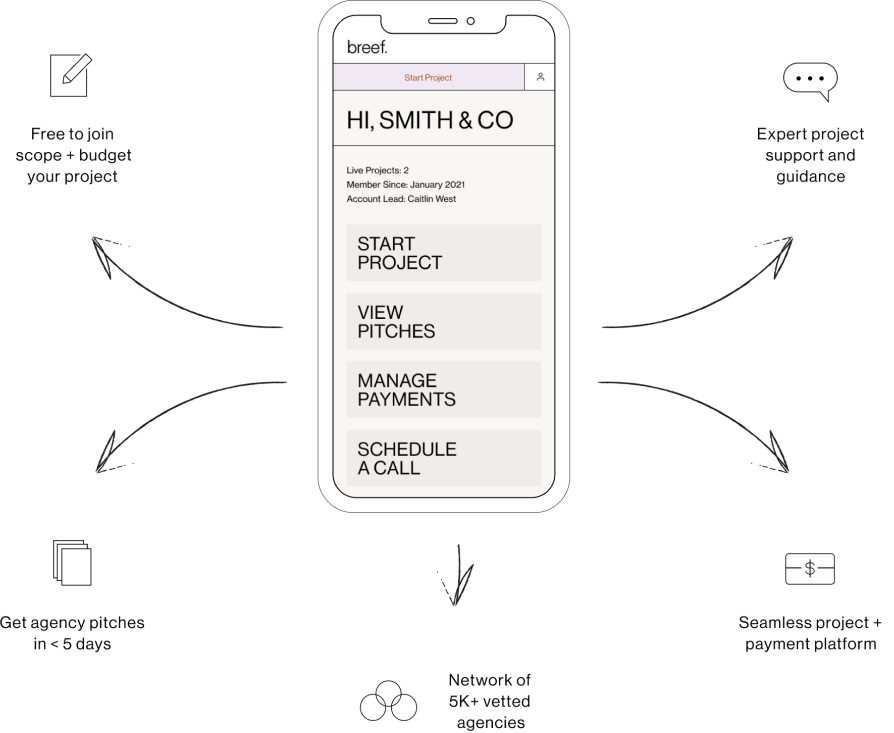 breef.
Start Project
HI, SMITH & CO
Live Projects: 2
Member Since: January 2021
Account Lead: Caitlin West
START
PROJECT
VIEW
PITCHES
MANAGE
PAYMENTS
SCHEDULE
A CALL
Free to join
scope + budget
your project
Expert project
support and
guidance
Get agency pitches
in < 5 days
Seamless project +
payment platform
$
Network of
5K+ vetted
agencies